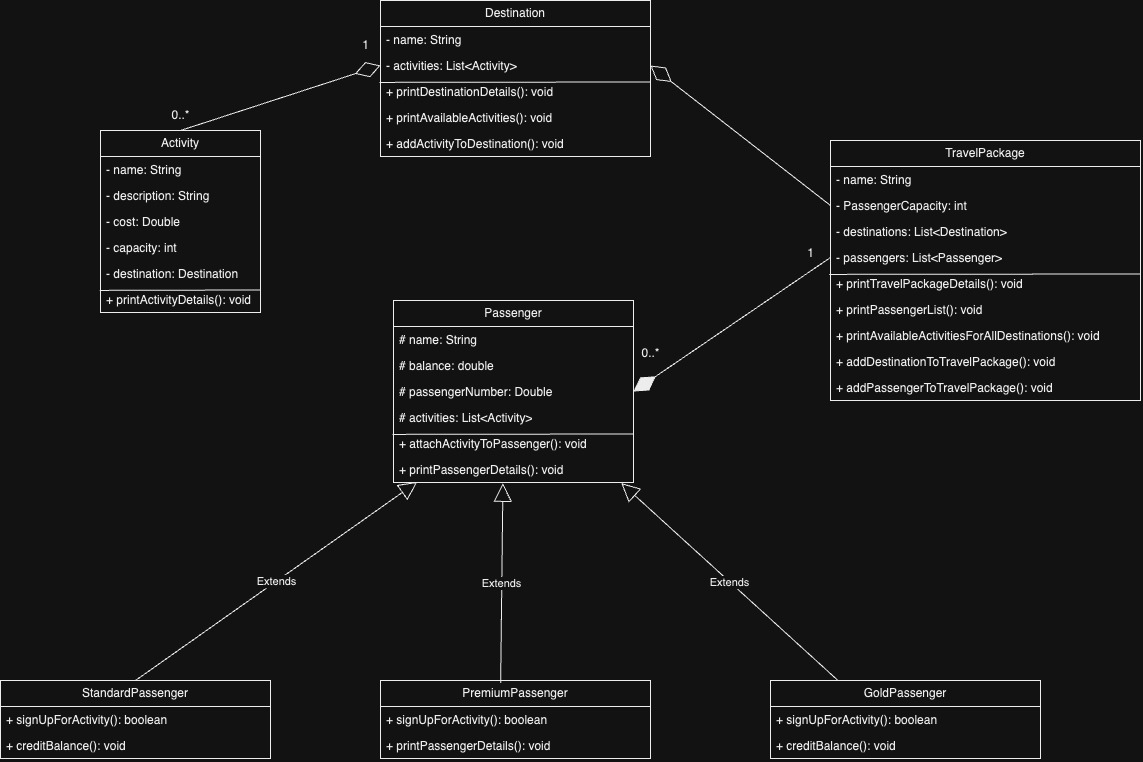 Destination
- name: String
- activities: List<Activity>
+ printDestinationDetails(): void
+ printAvailableActivities(): void
+ addActivityToDestination(): void
1
0..*
Activity
- name: String
- description: String
- cost: Double
- capacity: int
- destination: Destination
+ printActivityDetails(): void
TravelPackage
- name: String
- PassengerCapacity: int
- destinations: List<Destination>
- passengers: List<Passenger>
+ printTravelPackageDetails(): void
+ printPassengerList(): void
+ printAvailableActivitiesForAllDestinations(): void
+ addDestinationToTravelPackage(): void
+ addPassengerToTravelPackage(): void
1
0..*
Passenger
# name: String
# balance: double
# passengerNumber: Double
# activities: List<Activity>
+ attachActivityToPassenger(): void
+ printPassengerDetails(): void
Extends
Extends
Extends
StandardPassenger
+ signUpForActivity(): boolean
+ creditBalance(): void
PremiumPassenger
+ signUpForActivity(): boolean
+ printPassengerDetails(): void
GoldPassenger
+ signUpForActivity(): boolean
+ creditBalance(): void